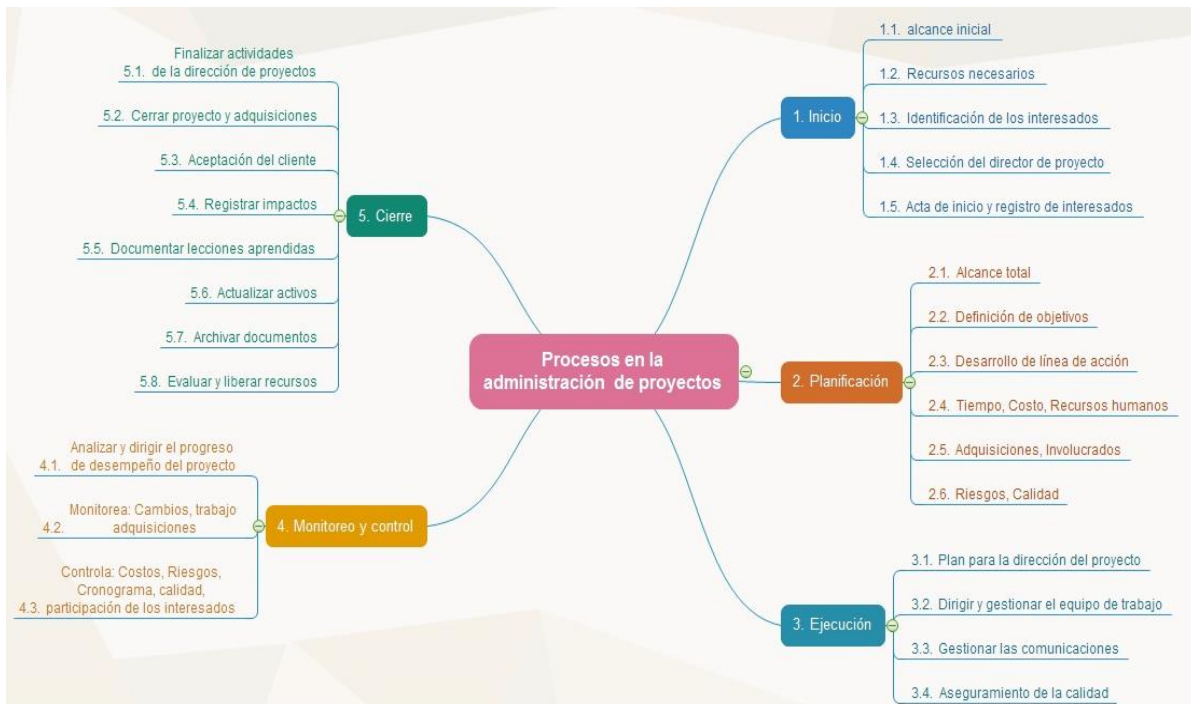 Procesos en la
administración de proyectos
1. Inicio
1.1. alcance inicial
1.2. Recursos necesarios
1.3. Identificación de los interesados
1.4. Selección del director de proyecto
1.5. Acta de inicio y registro de interesados
2. Planificación
2.1. Alcance total
2.2. Definición de objetivos
2.3. Desarrollo de línea de acción
2.4. Tiempo, Costo, Recursos humanos
2.5. Adquisiciones, Involucrados
2.6. Riesgos, Calidad
3. Ejecución
3.1. Plan para la dirección del proyecto
3.2. Dirigir y gestionar el equipo de trabajo
3.3. Gestionar las comunicaciones
3.4. Aseguramiento de la calidad
4. Monitoreo y control
Analizar y dirigir el progreso
4.1. de desempeño del proyecto
Monitorea: Cambios, trabajo
4.2. adquisiciones
Controla: Costos, Riesgos,
Cronograma, calidad,
4.3. participación de los interesados
5. Cierre
Finalizar actividades
5.1. de la dirección de proyectos
5.2. Cerrar proyecto y adquisiciones
5.3. Aceptación del cliente
5.4. Registrar impactos
5.5. Documentar lecciones aprendidas
5.6. Actualizar activos
5.7. Archivar documentos
5.8. Evaluar y liberar recursos